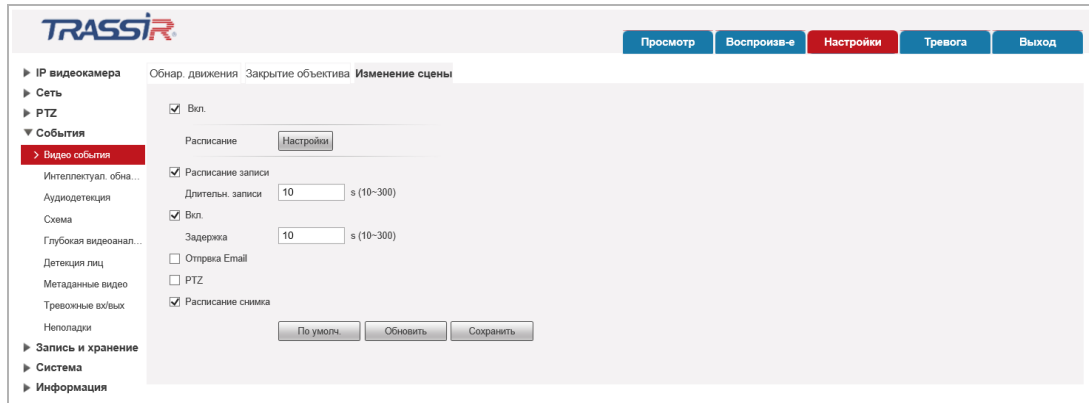 TRASSIR
Просмотр Воспроизв-е Настройки Тревога Выход
IP видеокамера
Сеть
PTZ
События
Видео события
Интеллектуал. обна...
Аудиодетекция
Схема
Глубокая видеоанал...
Детекция лиц
Метаданные видео
Тревожные вх/вых
Неполадки
Запись и хранение
Система
Информация
Обнар. движения Закрытие объектива Изменение сцены
Вкл.
Расписание Настройки
Расписание записи
Длительн. записи 10 s (10~300)
Вкл.
Задержка 10 s (10~300)
Отпрвка Email
PTZ
Расписание снимка
По умолч. Обновить Сохранить